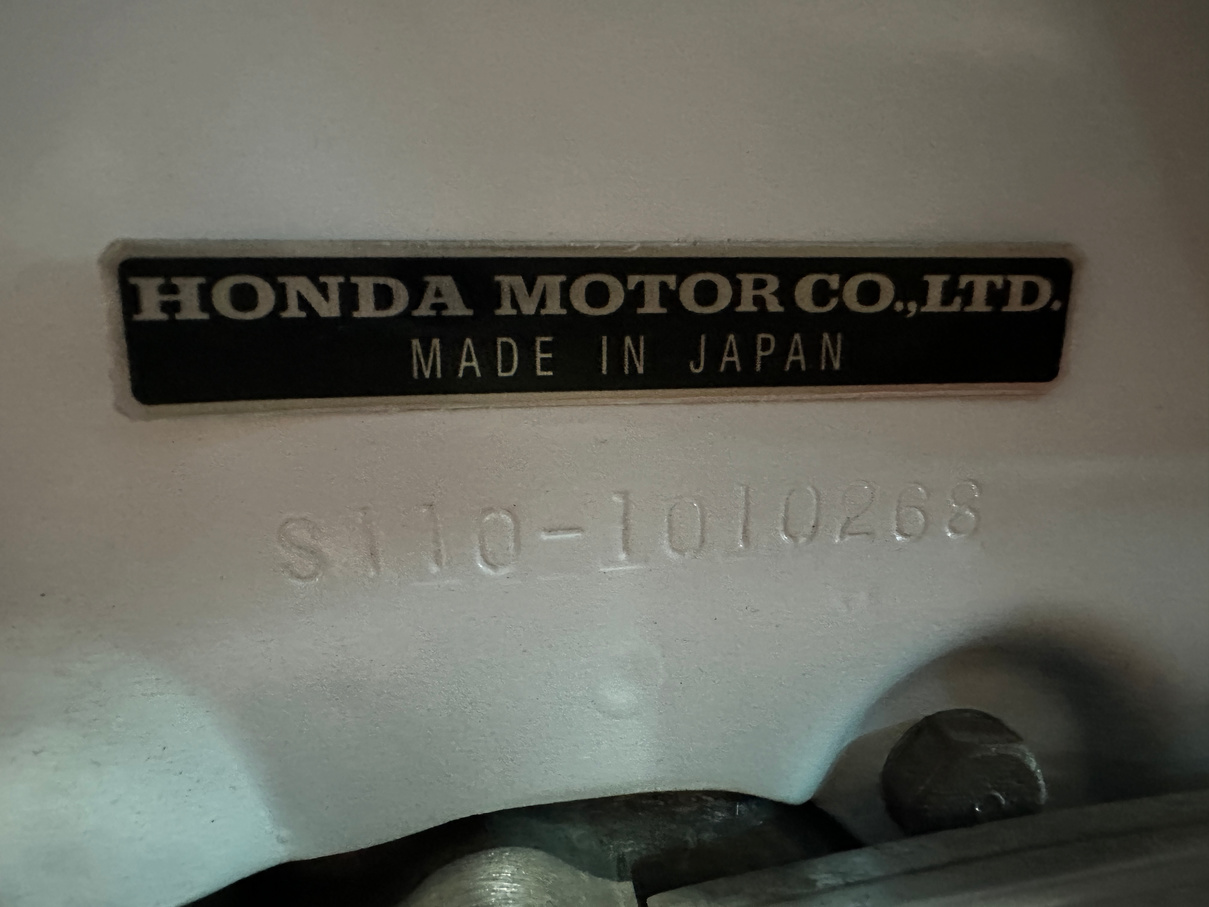 HONDA MOTOR CO.,LTD.
MADE IN JAPAN
S110-1010268